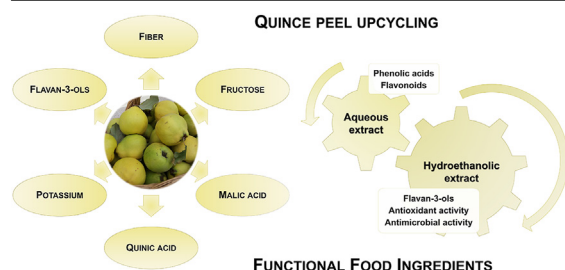 QUINCE PEEL UPCYCLING
FIBER
FLAVAN-3-OLS
FRUCTOSE
POTASSIUM
MALIC ACID
QUINIC ACID
Phenolic acids
Flavonoids
Aqueous
extract
Hydroethanolic
extract
Flavan-3-ols
Antioxidant activity
Antimicrobial activity
FUNCTIONAL FOOD INGREDIENTS